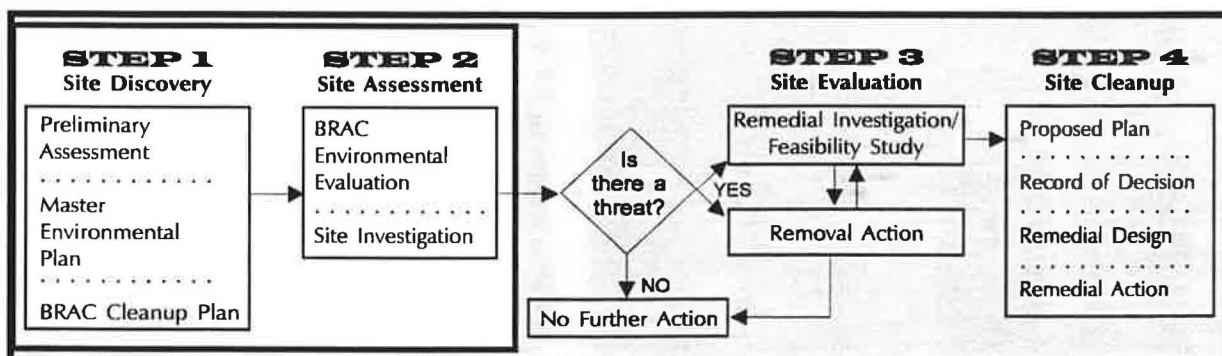 STEP 1
Site Discovery
Preliminary
Assessment
. . . . . . . . . . . . .
Master
Environmental
Plan
. . . . . . . . . . . . .
BRAC Cleanup Plan
STEP 2
Site Assessment
BRAC
Environmental
Evaluation
. . . . . . . . . . . . .
Site Investigation
Is
there a
threat?
YES
NO
No Further Action
STEP 3
Site Evaluation
Remedial Investigation/
Feasibility Study
Removal Action
STEP 4
Site Cleanup
Proposed Plan
. . . . . . . . . . . . .
Record of Decision
. . . . . . . . . . . . .
Remedial Design
. . . . . . . . . . . . .
Remedial Action